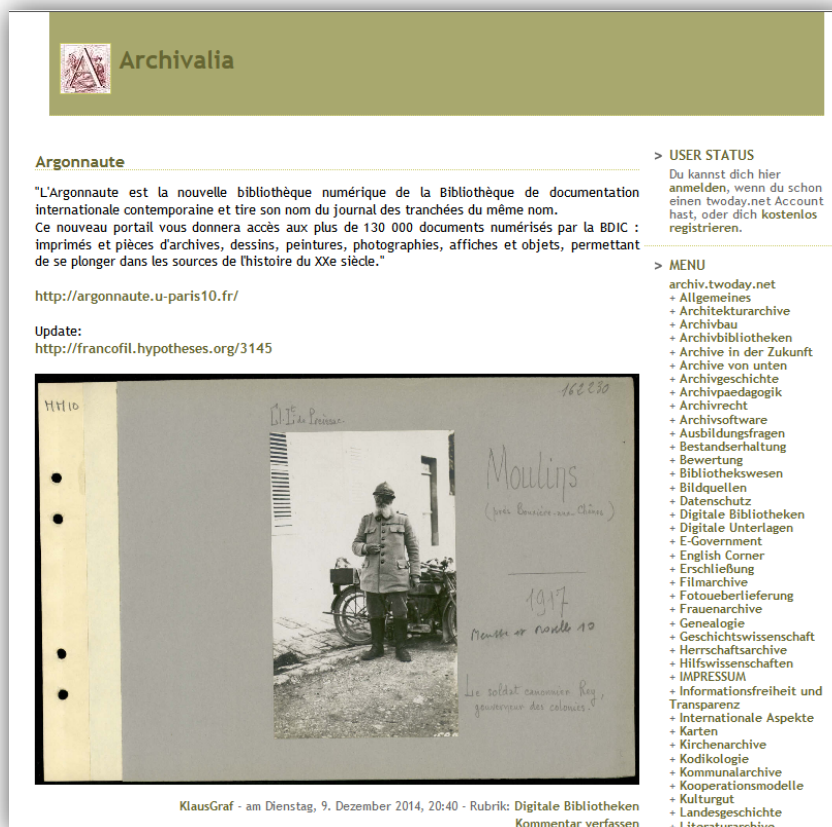 Archivalia
Argonnaute
"L'Argonnaute est la nouvelle bibliothèque numérique de la Bibliothèque de documentation
internationale contemporaine et tire son nom du journal des tranchées du même nom.
Ce nouveau portail vous donnera accès aux plus de 130 000 documents numérisés par la BDIC :
imprimés et pièces d'archives, dessins, peintures, photographies, affiches et objets, permettant
de se plonger dans les sources de l'histoire du XXe siècle."
http://argonnaute.u-paris10.fr/
Update:
http://francofil.hypotheses.org/3145
162230
Moulins
1917
Le soldat canonnier Rey,
gouverneur des colonies.
KlausGraf - am Dienstag, 9. Dezember 2014, 20:40 - Rubrik: Digitale Bibliotheken
Kommentar verfassen
> USER STATUS
Du kannst dich hier
anmelden, wenn du schon
einen twoday.net Account
hast, oder dich kostenlos
registrieren.
> MENU
archiv.twoday.net
+ Allgemeines
+ Architekturarchive
+ Archivbau
+ Archivbibliotheken
+ Archive in der Zukunft
+ Archive von unten
+ Archivgeschichte
+ Archivpaedagogik
+ Archivrecht
+ Archivsoftware
+ Ausbildungsfragen
+ Bestandserhaltung
+ Bewertung
+ Bibliothekswesen
+ Bildquellen
+ Datenschutz
+ Digitale Bibliotheken
+ Digitale Unterlagen
+ E-Government
+ English Corner
+ Erschließung
+ Filmarchive
+ Fotoueberlieferung
+ Frauenarchive
+ Genealogie
+ Geschichtswissenschaft
+ Herrschaftsarchive
+ Hilfswissenschaften
+ IMPRESSUM
+ Informationsfreiheit und
Transparenz
+ Internationale Aspekte
+ Karten
+ Kirchenarchive
+ Kodikologie
+ Kommunalarchive
+ Kooperationsmodelle
+ Kulturgut
+ Landesgeschichte
+ Literaturarchive